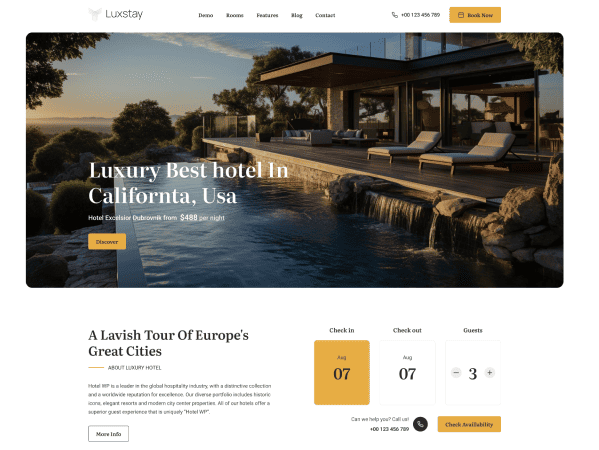 Luxstay
Demo Rooms Features Blog Contact
+00 123 456 789
Book Now
Luxury Best hotel In
Californta, Usa
Hotel Excelsior Dubrovnik from $488 per night
Discover
A Lavish Tour Of Europe's
Great Cities
ABOUT LUXURY HOTEL
Hotel WP is a leader in the global hospitality industry, with a distinctive collection
and a worldwide reputation for excellence. Our diverse portfolio includes historic
icons, elegant resorts and modern city center properties. All of our hotels offer a
superior guest experience that is uniquely "Hotel WP".
More Info
Check in Check out Guests
Aug Aug
07 07 3
Can we help you? Call us!
+00 123 456 789
Check Availability